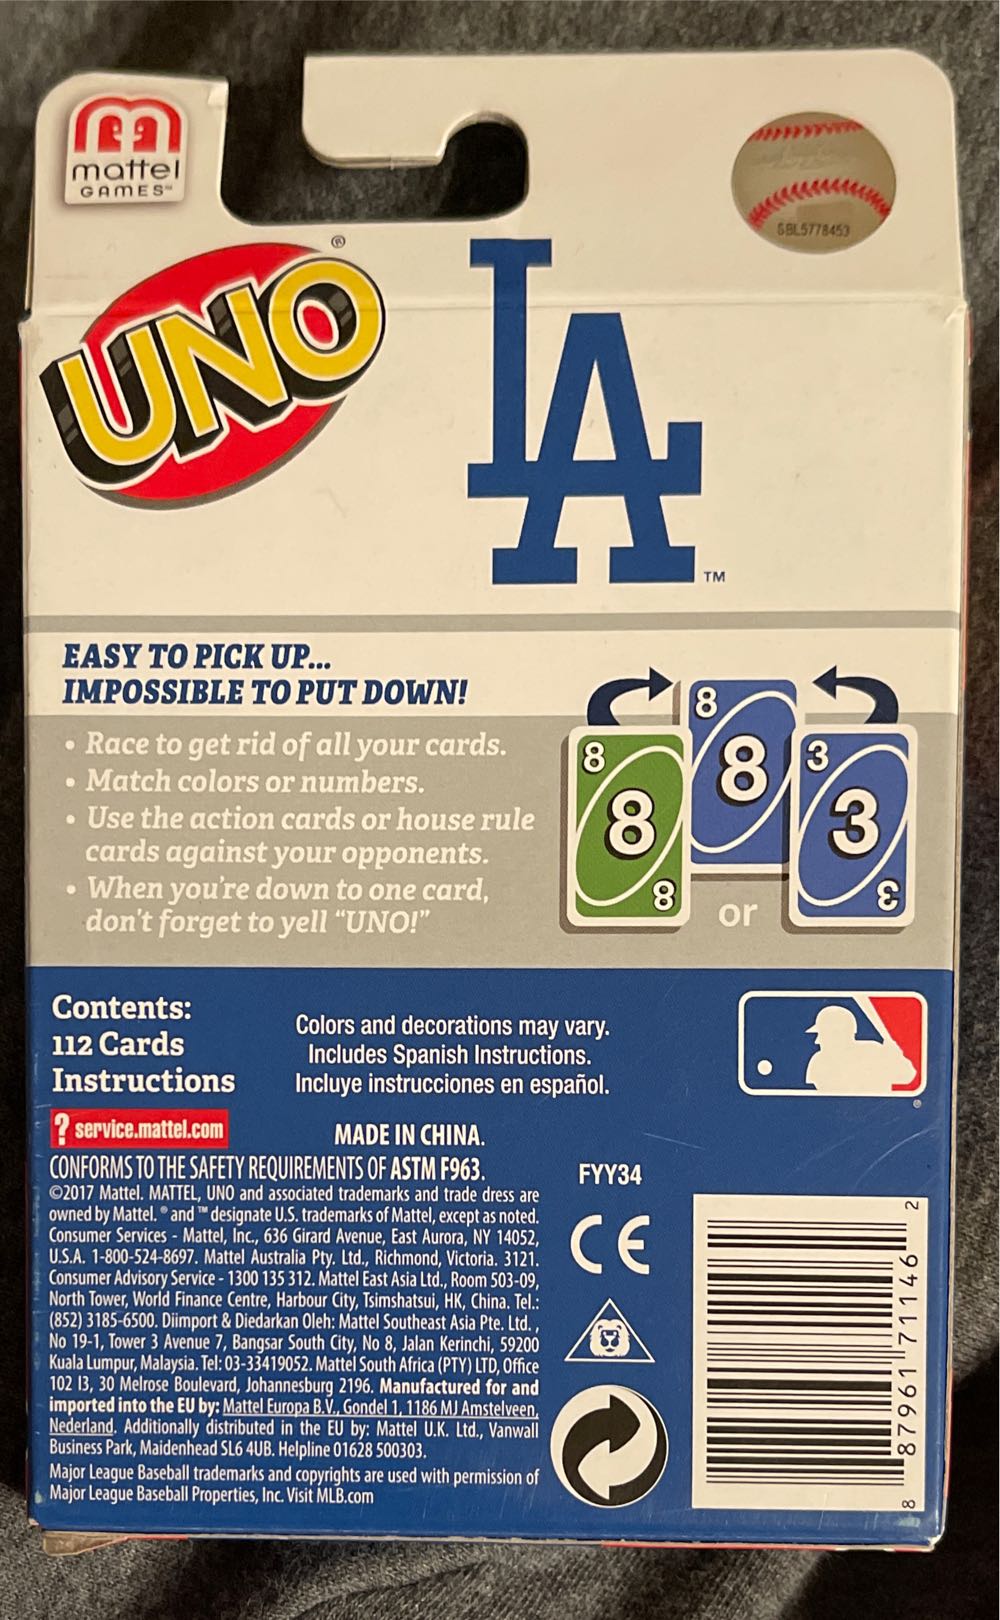 mattel
GAMES™
GBL5778453
UNO®
LA™
EASY TO PICK UP...
IMPOSSIBLE TO PUT DOWN!
• Race to get rid of all your cards.
• Match colors or numbers.
• Use the action cards or house rule
cards against your opponents.
• When you're down to one card,
don't forget to yell “UNO!”
8
8
8
8
8
3
3
3
or
Contents:
112 Cards
Instructions
Colors and decorations may vary.
Includes Spanish Instructions.
Incluye instrucciones en español.
®
? service.mattel.com
MADE IN CHINA.
CONFORMS TO THE SAFETY REQUIREMENTS OF ASTM F963.
©2017 Mattel. MATTEL, UNO and associated trademarks and trade dress are
owned by Mattel. ® and ™ designate U.S. trademarks of Mattel, except as noted.
Consumer Services - Mattel, Inc., 636 Girard Avenue, East Aurora, NY 14052,
U.S.A. 1-800-524-8697. Mattel Australia Pty. Ltd., Richmond, Victoria. 3121.
Consumer Advisory Service - 1300 135 312. Mattel East Asia Ltd., Room 503-09,
North Tower, World Finance Centre, Harbour City, Tsimshatsui, HK, China. Tel.:
(852) 3185-6500. Diimport & Diedarkan Oleh: Mattel Southeast Asia Pte. Ltd. ,
No 19-1, Tower 3 Avenue 7, Bangsar South City, No 8, Jalan Kerinchi, 59200
Kuala Lumpur, Malaysia. Tel: 03-33419052. Mattel South Africa (PTY) LTD, Office
102 I3, 30 Melrose Boulevard, Johannesburg 2196. Manufactured for and
imported into the EU by: Mattel Europa B.V., Gondel 1, 1186 MJ Amstelveen,
Nederland. Additionally distributed in the EU by: Mattel U.K. Ltd., Vanwall
Business Park, Maidenhead SL6 4UB. Helpline 01628 500303.
Major League Baseball trademarks and copyrights are used with permission of
Major League Baseball Properties, Inc. Visit MLB.com
FYY34
CE
8 87961 71146 2